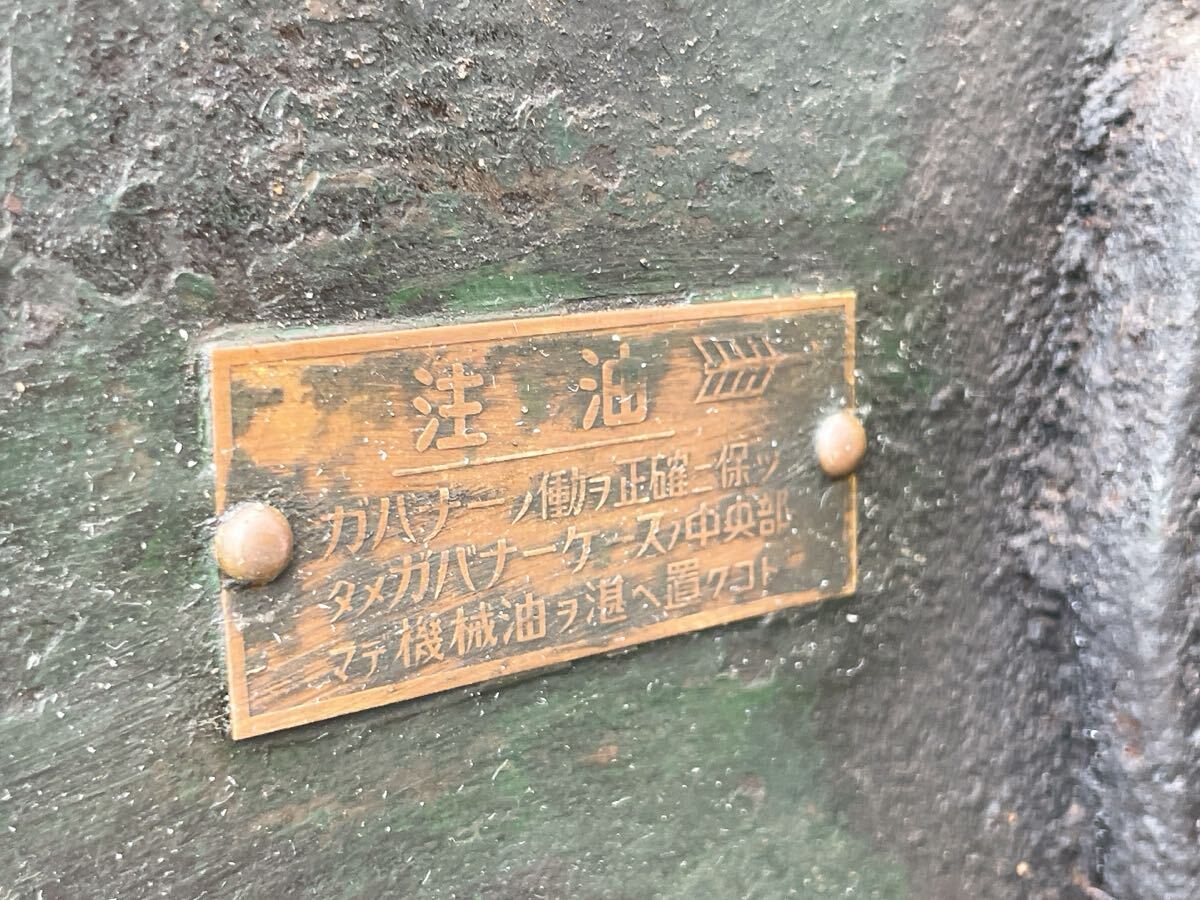 注油
ガバナーノ働ヲ正確ニ保ツ
タメガバナーケースノ中央部
マデ機械油ヲ湛ヘ置クコト